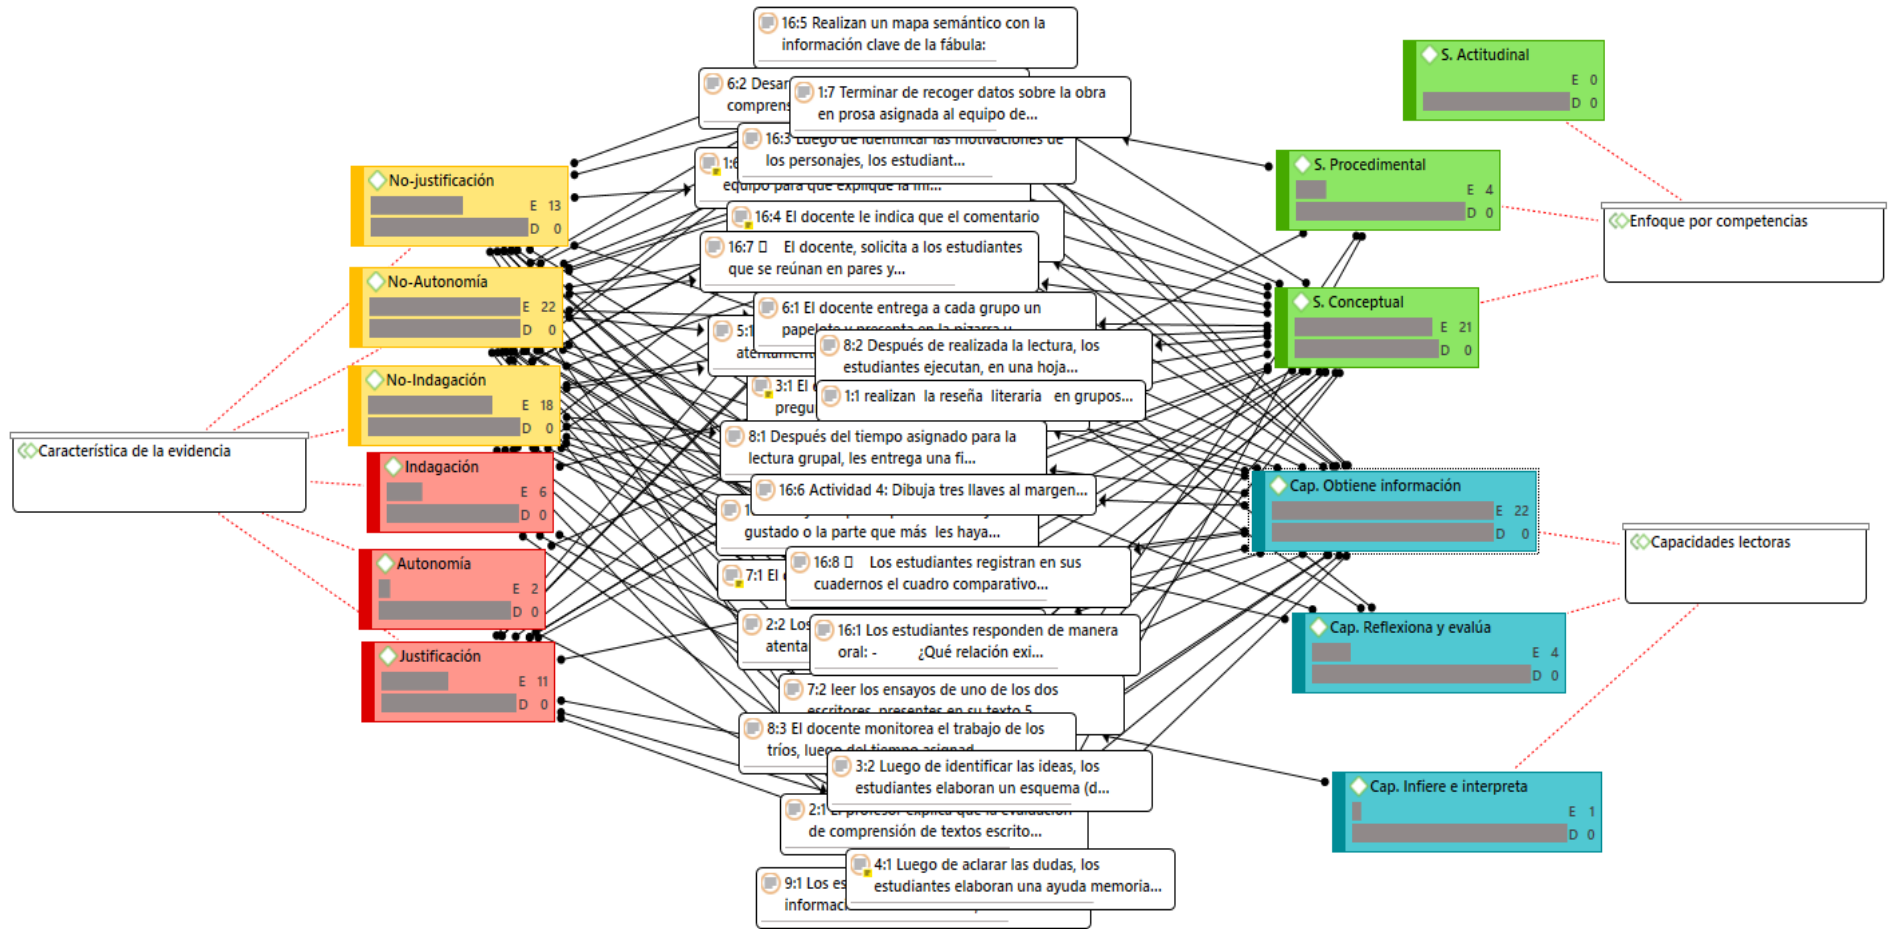 16:5 Realizan un mapa semántico con la
información clave de la fábula:
6:2
1:7 Terminar de recoger datos sobre la obra
en prosa asignada al equipo de...
16:3 Luego de identificar las motivaciones de
los personajes, los estudiant...
equipo para que explique la
16:4 El docente le indica que el comentario
16:7 El docente, solicita a los estudiantes
que se reúnan en pares y...
6:1 El docente entrega a cada grupo un
papelote y presenta en la pizarra
8:2 Después de realizada la lectura, los
estudiantes ejecutan, en una hoja...
3:1 El
1:1 realizan la reseña literaria en grupos...
8:1 Después del tiempo asignado para la
lectura grupal, les entrega una fi...
16:6 Actividad 4: Dibuja tres llaves al margen...
gustado o la parte que más les haya...
7:1 El
16:8 Los estudiantes registran en sus
cuadernos el cuadro comparativo...
2:2 Los
16:1 Los estudiantes responden de manera
oral: - ¿Qué relación exi...
7:2 leer los ensayos de uno de los dos
escritores, presentes en su texto 5
8:3 El docente monitorea el trabajo de los
tríos, luego del tiempo asignad
3:2 Luego de identificar las ideas, los
estudiantes elaboran un esquema (d...
2:1 El profesor explica que la evaluación
de comprensión de textos escrito...
4:1 Luego de aclarar las dudas, los
estudiantes elaboran una ayuda memoria...
9:1 Los
No-justificación
E 13
D 0
No-Autonomía
E 22
D 0
No-Indagación
E 18
D 0
Característica de la evidencia
Indagación
E 6
D 0
Autonomía
E 2
D 0
Justificación
E 11
D 0
S. Actitudinal
E 0
D 0
S. Procedimental
E 4
D 0
Enfoque por competencias
S. Conceptual
E 21
D 0
Cap. Obtiene información
E 22
D 0
Capacidades lectoras
Cap. Reflexiona y evalúa
E 4
D 0
Cap. Infiere e interpreta
E 1
D 0